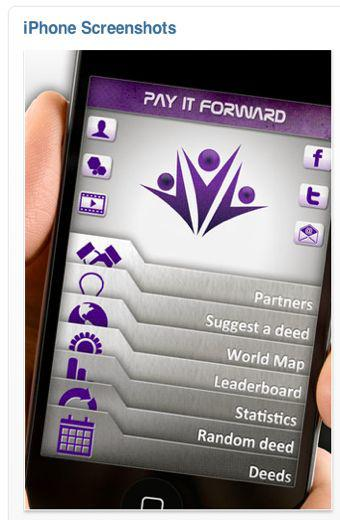 iPhone Screenshots
PAY IT FORWARD
f
t
@
Partners
Suggest a deed
World Map
Leaderboard
Statistics
Random deed
Deeds